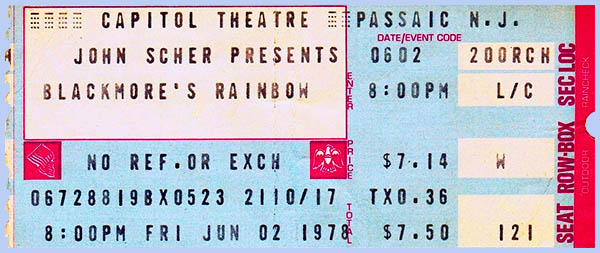 CAPITOL THEATRE PASSAIC N.J.
JOHN SCHER PRESENTS
DATE/EVENT CODE
0602 200RCH
BLACKMORE'S RAINBOW 8:00PM L/C
ENTER
NO REF.OR EXCH $7.14 W
PRICE
06728819BX0523 2110/17 TX0.36
TOTAL
8:00PM FRI JUN 02 1978 $7.50 121
SEAT ROW-BOX SEC LOC
OUTDOOR RAINCHECK